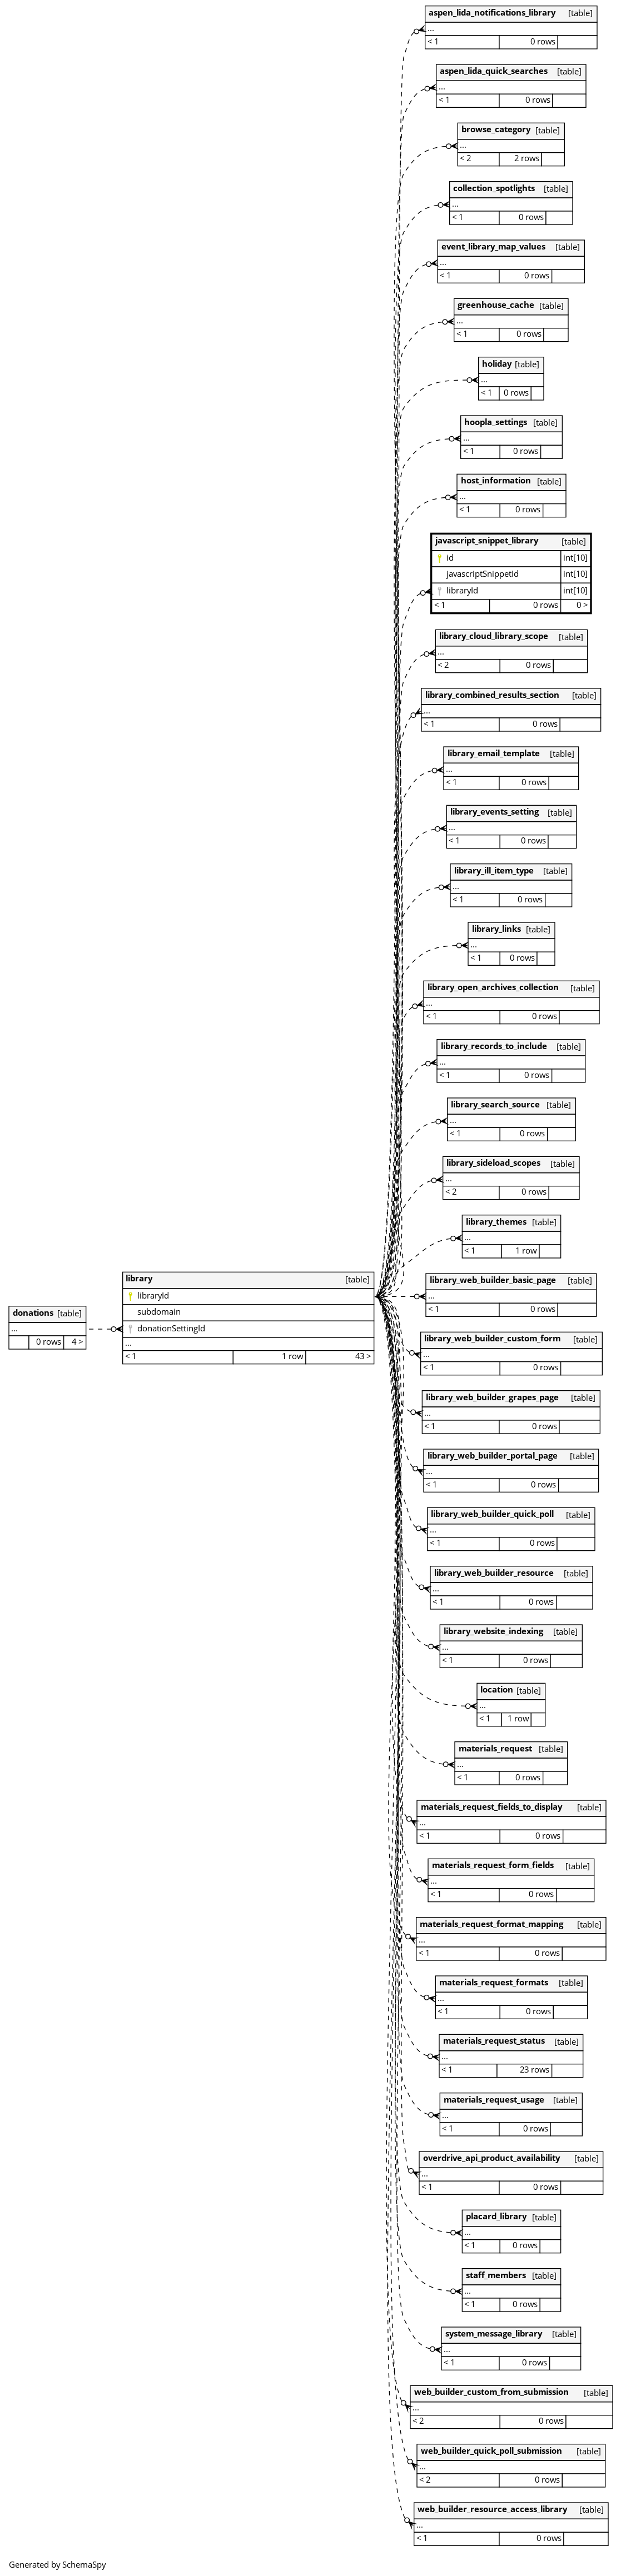 aspen_lida_notifications_library [table]
...
< 1 0 rows
aspen_lida_quick_searches [table]
...
< 1 0 rows
browse_category [table]
...
< 2 2 rows
collection_spotlights [table]
...
< 1 0 rows
event_library_map_values [table]
...
< 1 0 rows
greenhouse_cache [table]
...
< 1 0 rows
holiday [table]
...
< 1 0 rows
hoopla_settings [table]
...
< 1 0 rows
host_information [table]
...
< 1 0 rows
javascript_snippet_library [table]
id int[10]
javascriptSnippetId int[10]
libraryId int[10]
< 1 0 rows 0 >
library_cloud_library_scope [table]
...
< 2 0 rows
library_combined_results_section [table]
...
< 1 0 rows
library_email_template [table]
...
< 1 0 rows
library_events_setting [table]
...
< 1 0 rows
library_ill_item_type [table]
...
< 1 0 rows
library_links [table]
...
< 1 0 rows
library_open_archives_collection [table]
...
< 1 0 rows
library_records_to_include [table]
...
< 1 0 rows
library_search_source [table]
...
< 1 0 rows
library_sideload_scopes [table]
...
< 2 0 rows
library_themes [table]
...
< 1 1 row
donations [table]
...
0 rows 4 >
library [table]
libraryId
subdomain
donationSettingId
...
< 1 1 row 43 >
library_web_builder_basic_page [table]
...
< 1 0 rows
library_web_builder_custom_form [table]
...
< 1 0 rows
library_web_builder_grapes_page [table]
...
< 1 0 rows
library_web_builder_portal_page [table]
...
< 1 0 rows
library_web_builder_quick_poll [table]
...
< 1 0 rows
library_web_builder_resource [table]
...
< 1 0 rows
library_website_indexing [table]
...
< 1 0 rows
location [table]
...
< 1 1 row
materials_request [table]
...
< 1 0 rows
materials_request_fields_to_display [table]
...
< 1 0 rows
materials_request_form_fields [table]
...
< 1 0 rows
materials_request_format_mapping [table]
...
< 1 0 rows
materials_request_formats [table]
...
< 1 0 rows
materials_request_status [table]
...
< 1 23 rows
materials_request_usage [table]
...
< 1 0 rows
overdrive_api_product_availability [table]
...
< 1 0 rows
placard_library [table]
...
< 1 0 rows
staff_members [table]
...
< 1 0 rows
system_message_library [table]
...
< 1 0 rows
web_builder_custom_from_submission [table]
...
< 2 0 rows
web_builder_quick_poll_submission [table]
...
< 2 0 rows
web_builder_resource_access_library [table]
...
< 1 0 rows
Generated by SchemaSpy